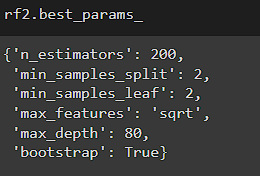 rf2.best_params_
{'n_estimators': 200,
'min_samples_split': 2,
'min_samples_leaf': 2,
'max_features': 'sqrt',
'max_depth': 80,
'bootstrap': True}